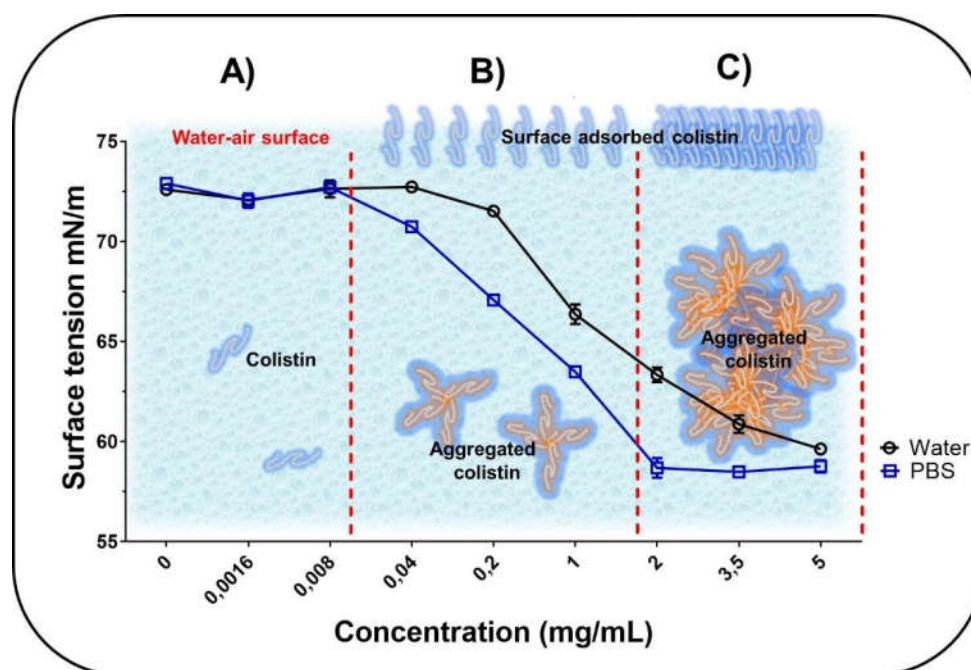 A)
B)
C)
Water-air surface
Surface adsorbed colistin
75
70
65
60
55
Surface tension mN/m
Colistin
Aggregated
colistin
Aggregated
colistin
Water
PBS
0
0,0016
0,008
0,04
0,2
1
2
3,5
5
Concentration (mg/mL)